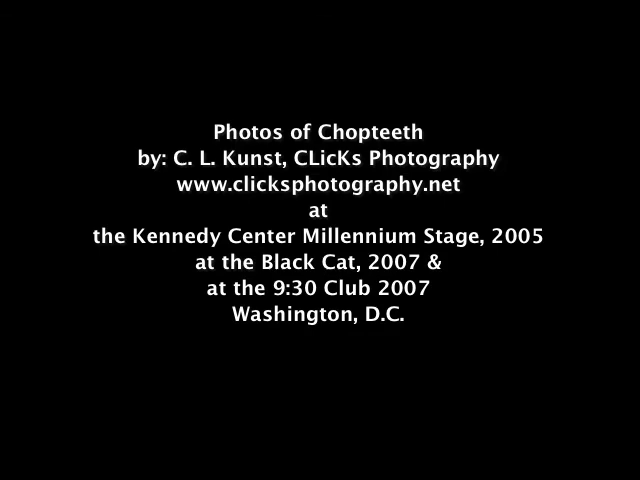 Photos of Chopteeth
by: C. L. Kunst, CLicKs Photography
www.clicksphotography.net
at
the Kennedy Center Millennium Stage, 2005
at the Black Cat, 2007 &
at the 9:30 Club 2007
Washington, D.C.